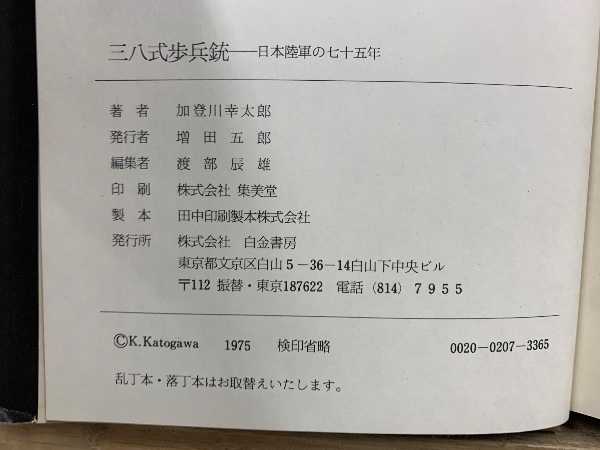 三八式歩兵銃──日本陸軍の七十五年
著者 加登川幸太郎
発行者 増田五郎
編集者 渡部辰雄
印刷 株式会社 集美堂
製本 田中印刷製本株式会社
発行所 株式会社 白金書房
東京都文京区白山5−36−14白山下中央ビル
〒112 振替・東京187622 電話(814)7955
©K.Katogawa 1975 検印省略 0020−0207−3365
乱丁本・落丁本はお取替えいたします。